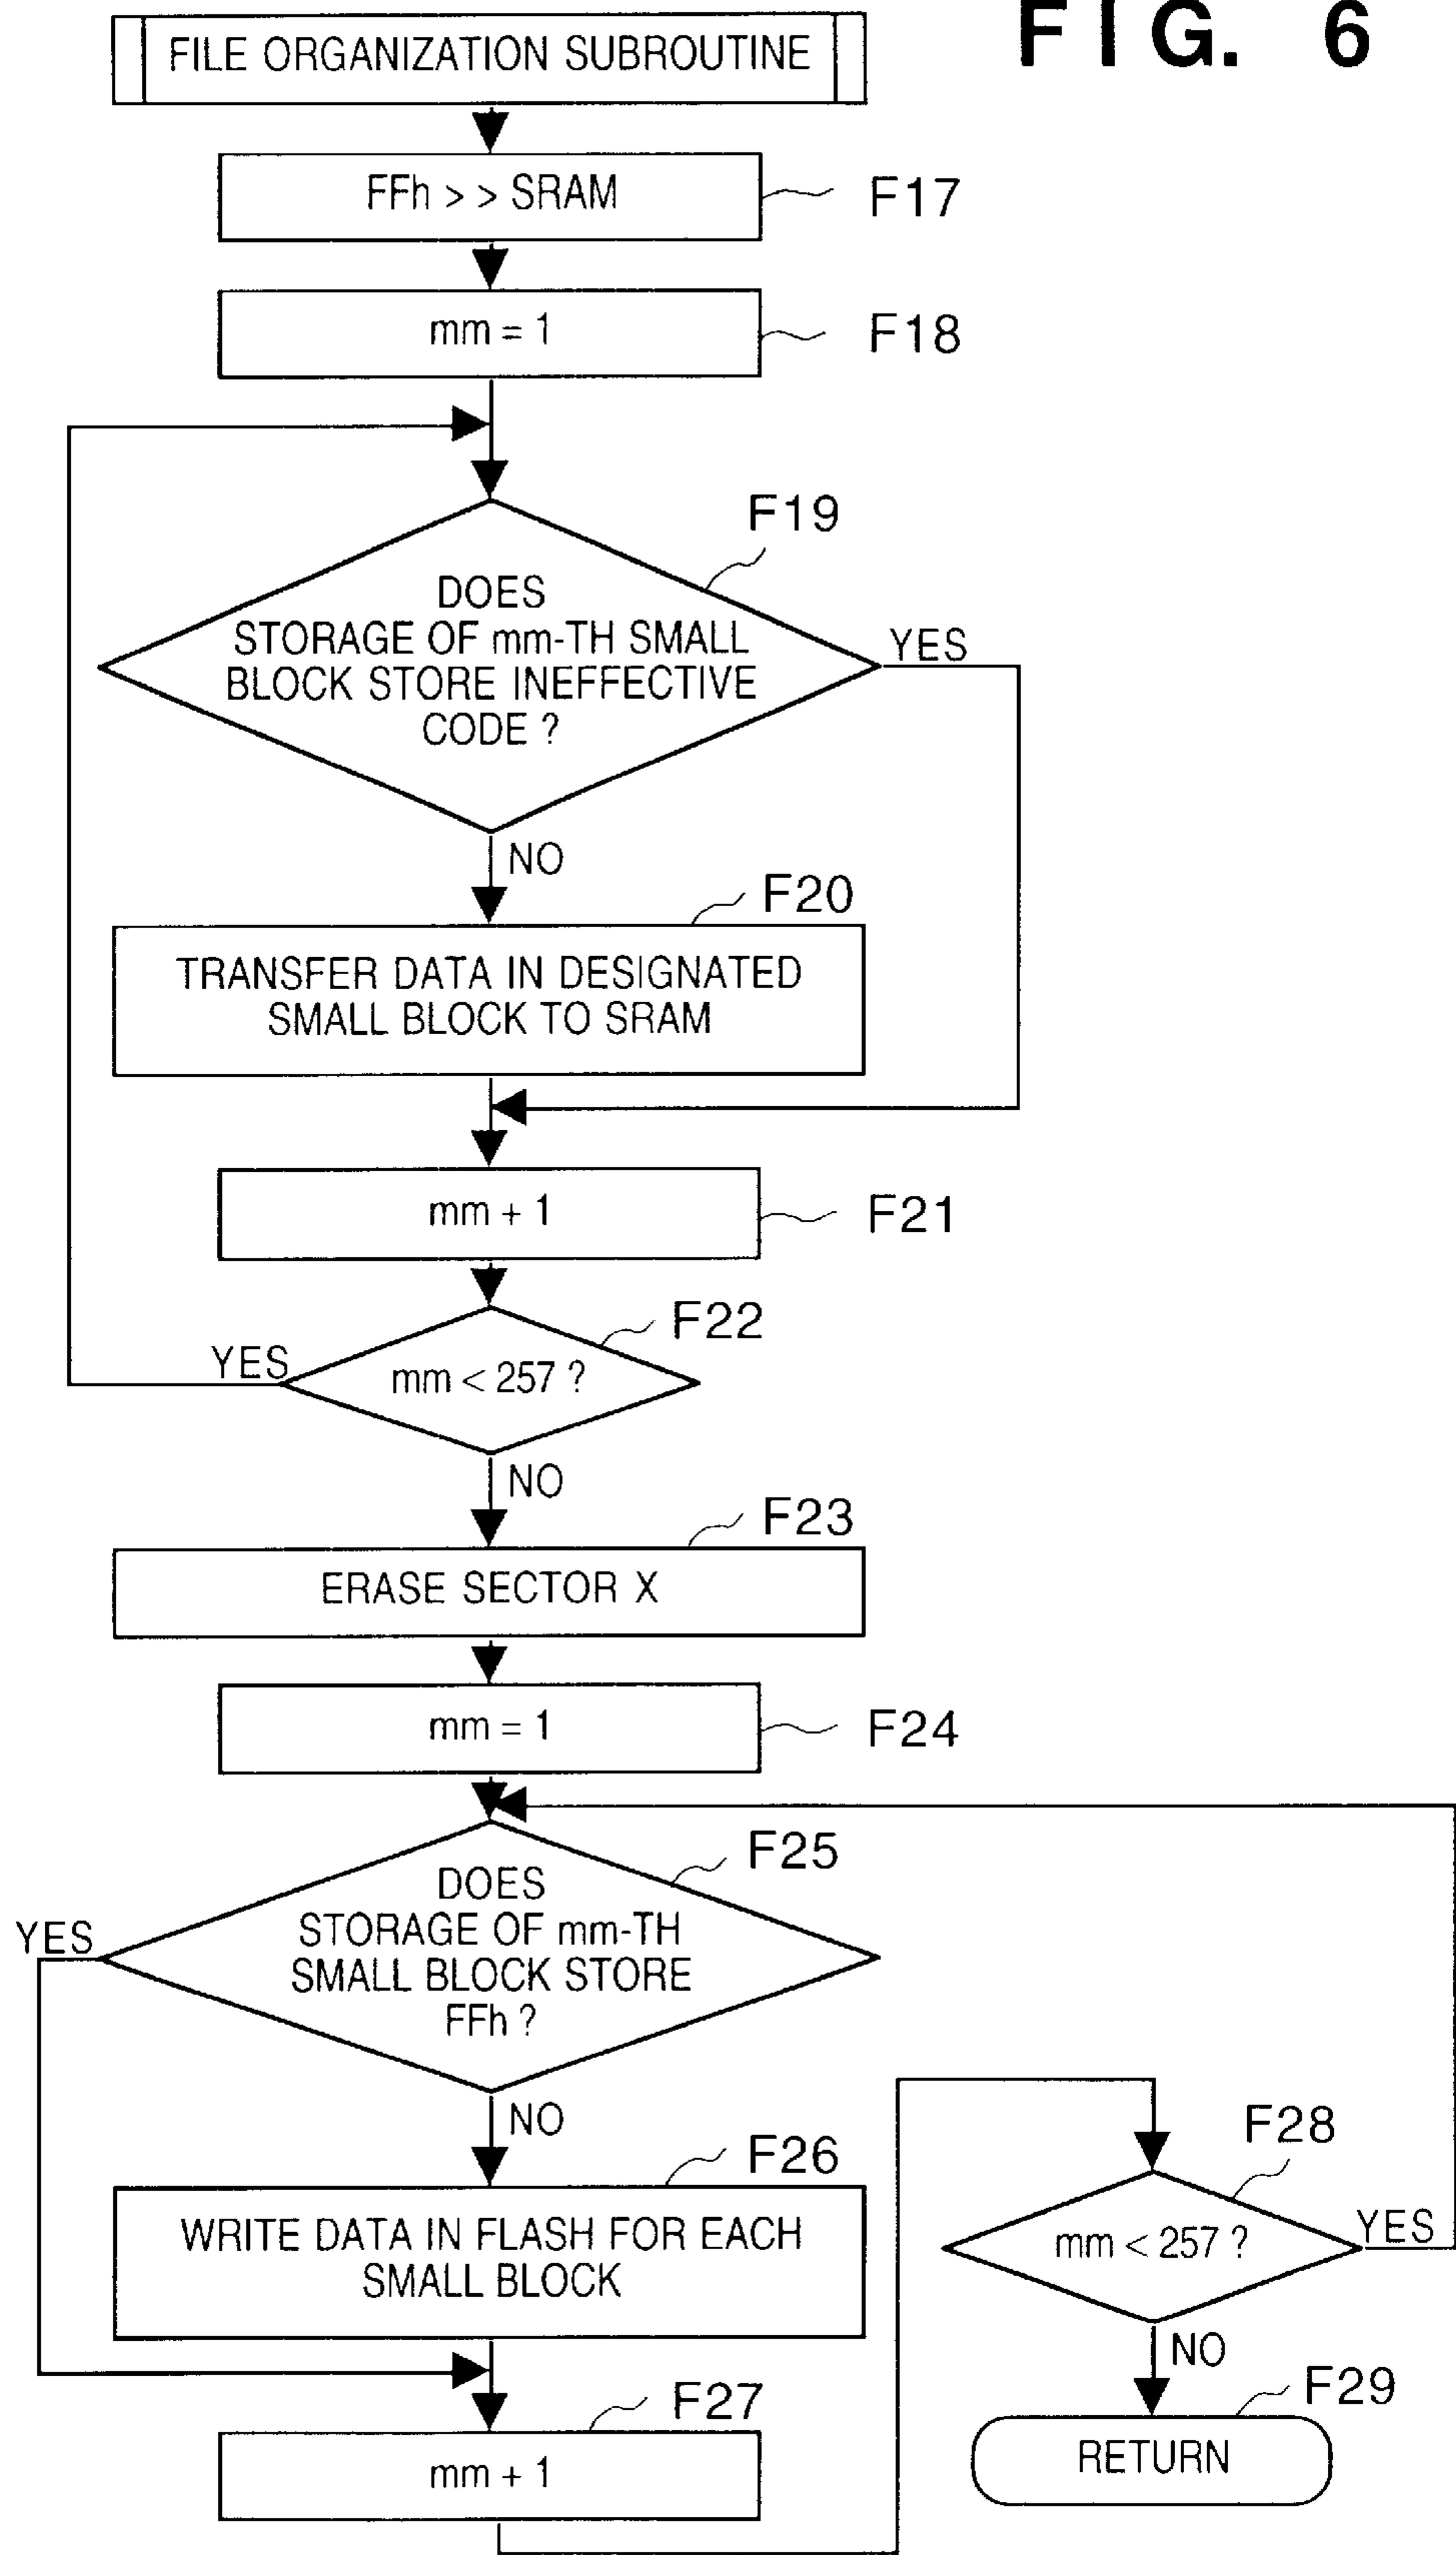 FIG. 6
FILE ORGANIZATION SUBROUTINE
FFh > > SRAM
F17
mm = 1
F18
F19
DOES
STORAGE OF mm-TH SMALL
BLOCK STORE INEFFECTIVE
CODE ?
YES
NO
F20
TRANSFER DATA IN DESIGNATED
SMALL BLOCK TO SRAM
mm + 1
F21
F22
mm < 257 ?
YES
NO
F23
ERASE SECTOR X
mm = 1
F24
F25
DOES
STORAGE OF mm-TH
SMALL BLOCK STORE
FFh ?
YES
NO
F26
WRITE DATA IN FLASH FOR EACH
SMALL BLOCK
F27
mm + 1
F28
mm < 257 ?
YES
NO
F29
RETURN